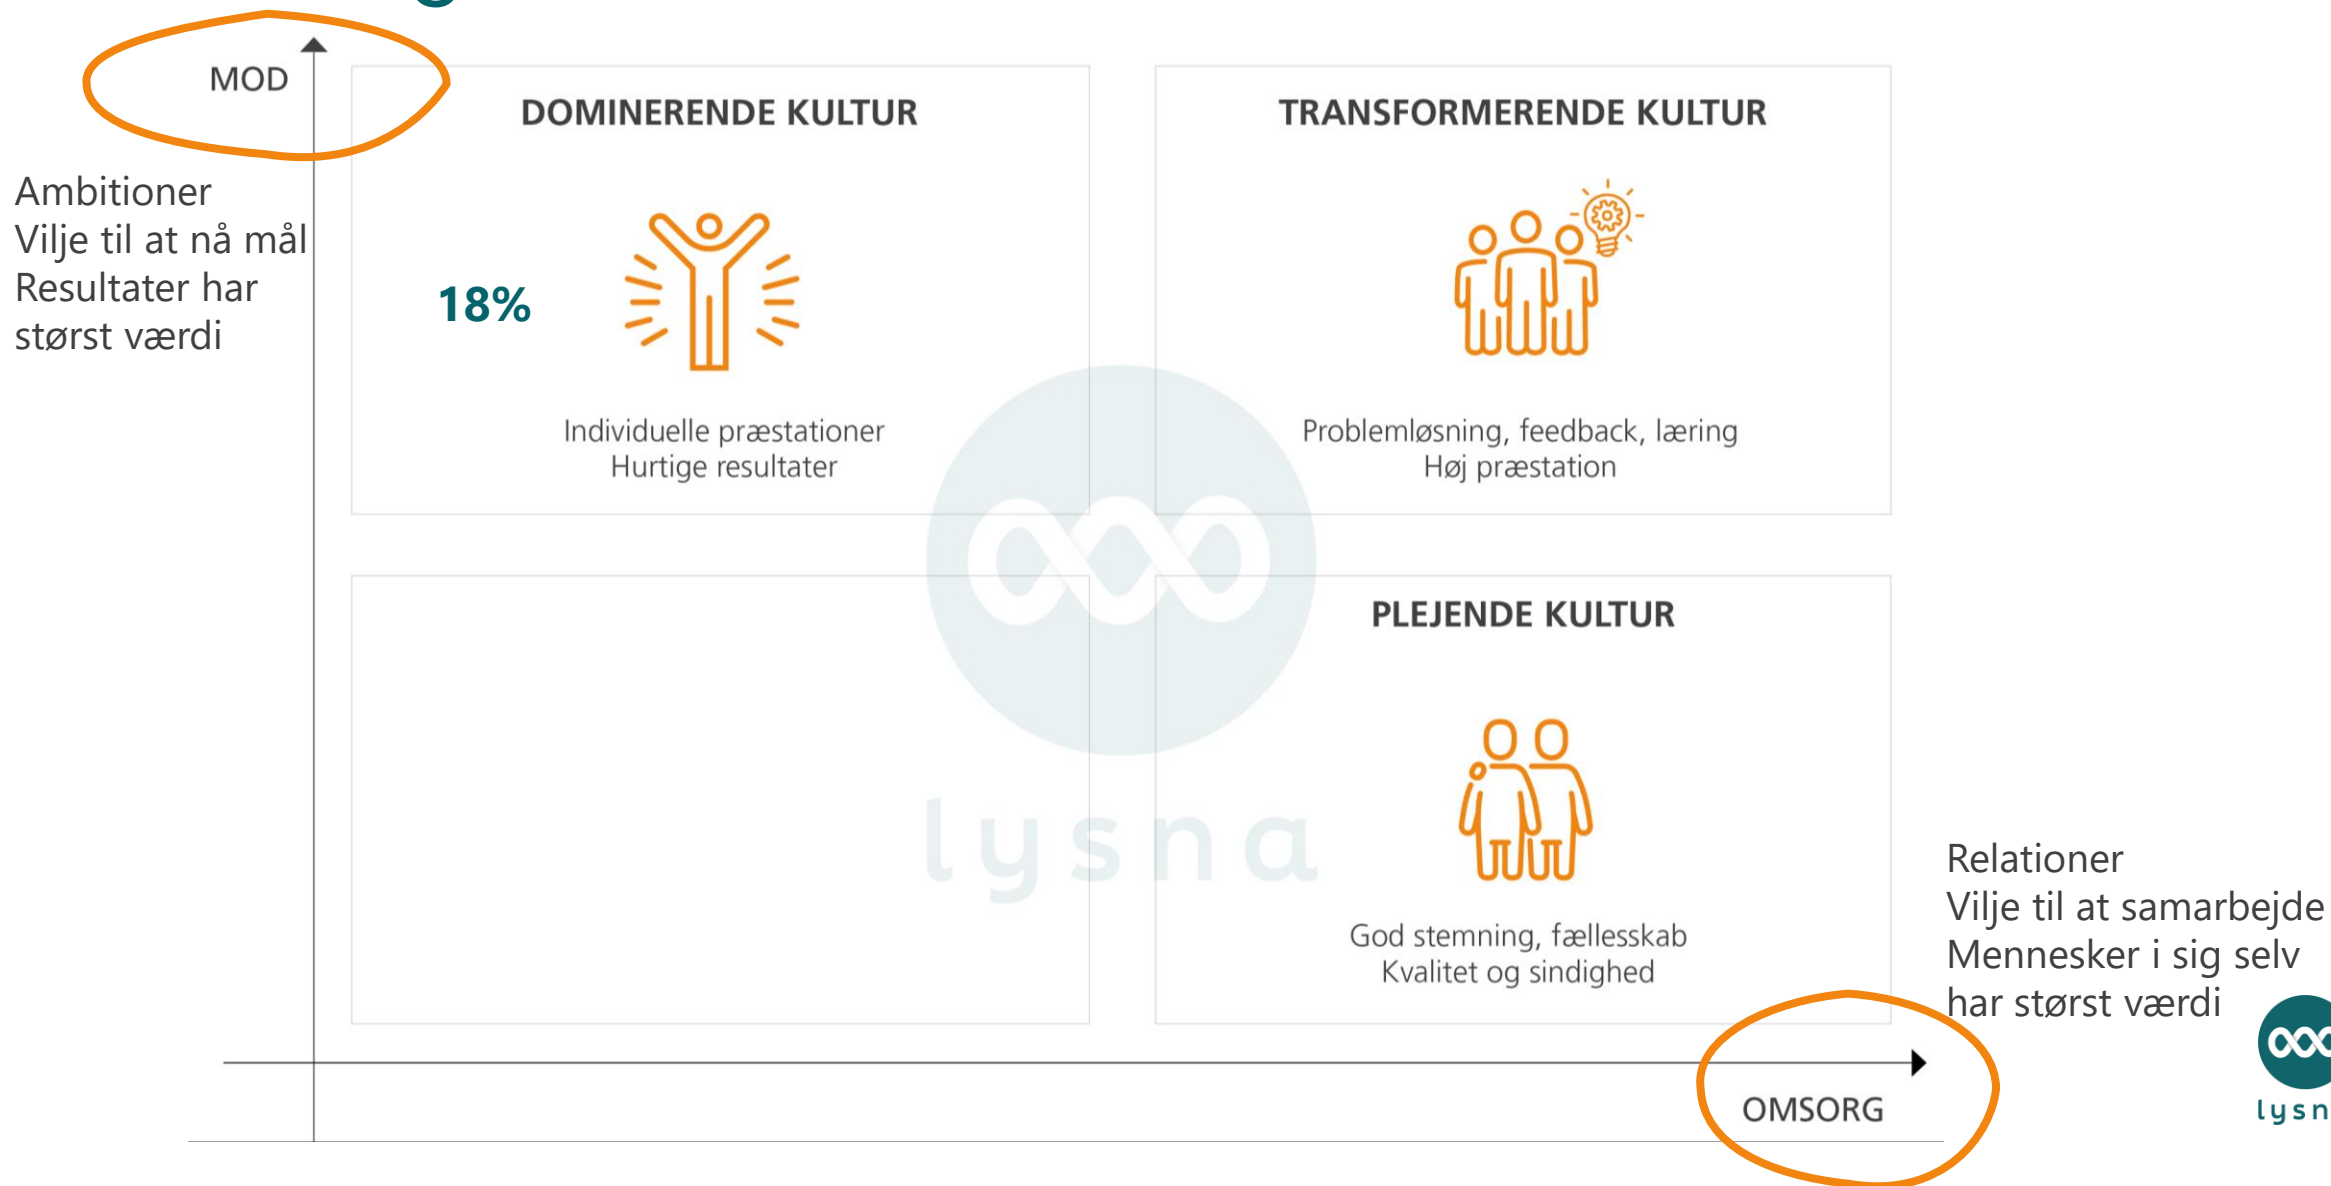 MOD
Ambitioner
Vilje til at nå mål
Resultater har
størst værdi
DOMINERENDE KULTUR
18%
Individuelle præstationer
Hurtige resultater
TRANSFORMERENDE KULTUR
Problemløsning, feedback, læring
Høj præstation
PLEJENDE KULTUR
God stemning, fællesskab
Kvalitet og sindighed
lysna
Relationer
Vilje til at samarbejde
Mennesker i sig selv
har størst værdi
OMSORG
lysn